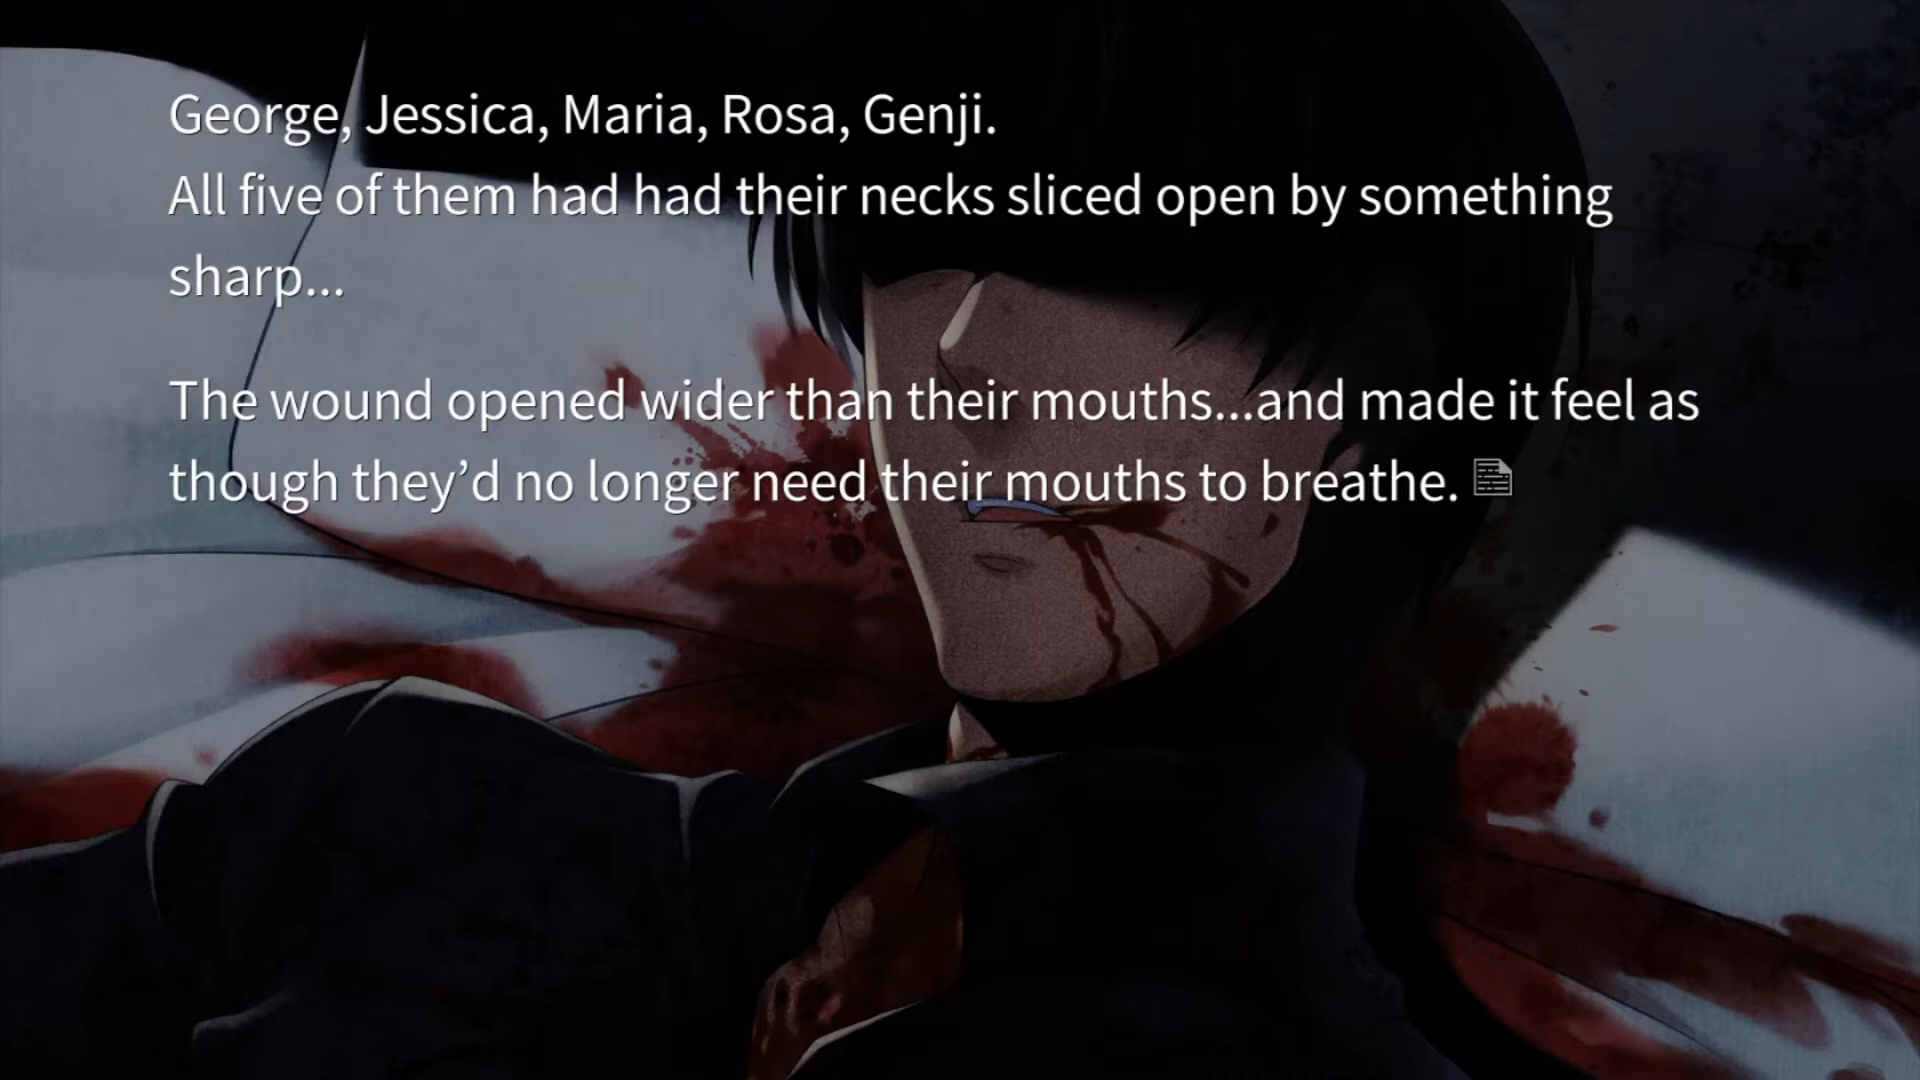 George, Jessica, Maria, Rosa, Genji.
All five of them had had their necks sliced open by something
sharp...
The wound opened wider than their mouths...and made it feel as
though they’d no longer need their mouths to breathe.